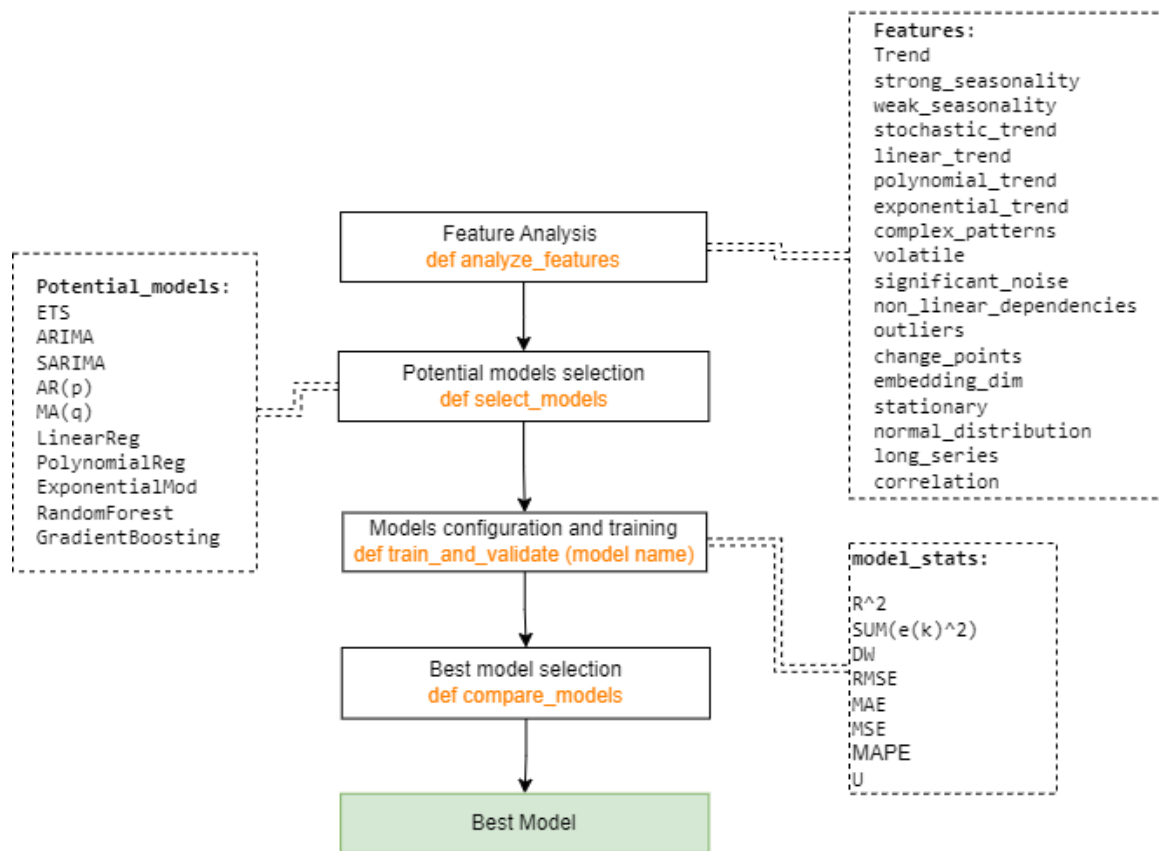 Features:
Trend
strong_seasonality
weak_seasonality
stochastic_trend
linear_trend
polynomial_trend
exponential_trend
complex_patterns
volatile
significant_noise
non_linear_dependencies
outliers
change_points
embedding_dim
stationary
normal_distribution
long_series
correlation
Feature Analysis
def analyze_features
Potential_models:
ETS
ARIMA
SARIMA
AR(p)
MA(q)
LinearReg
PolynomialReg
ExponentialMod
RandomForest
GradientBoosting
Potential models selection
def select_models
Models configuration and training
def train_and_validate (model name)
model_stats:
R^2
SUM(e(k)^2)
DW
RMSE
MAE
MSE
MAPE
U
Best model selection
def compare_models
Best Model